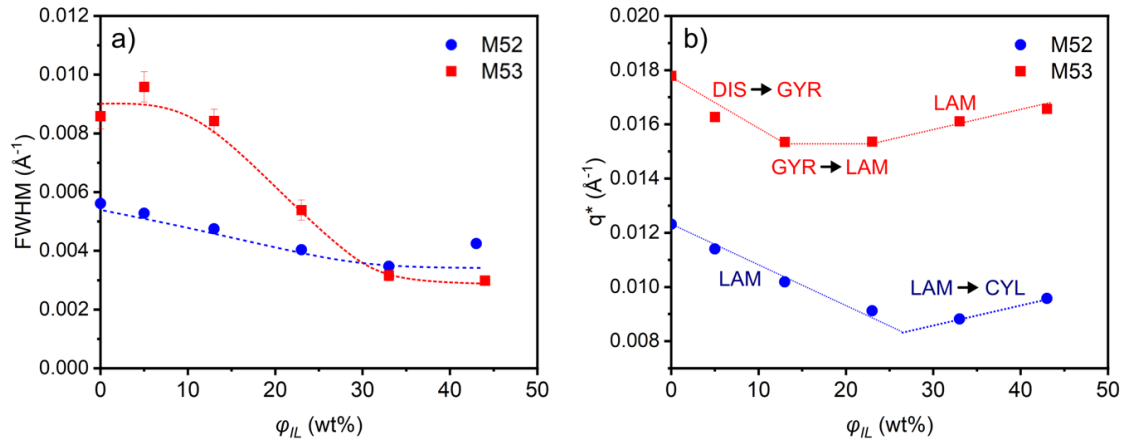 a)
M52
M53
0.012
0.010
0.008
0.006
0.004
0.002
0.000
FWHM (Å⁻¹)
0 10 20 30 40 50
φIL (wt%)
b)
M52
M53
0.020
0.018
0.016
0.014
0.012
0.010
0.008
q* (Å⁻¹)
DIS → GYR
LAM
GYR → LAM
LAM
LAM → CYL
0 10 20 30 40 50
φIL (wt%)